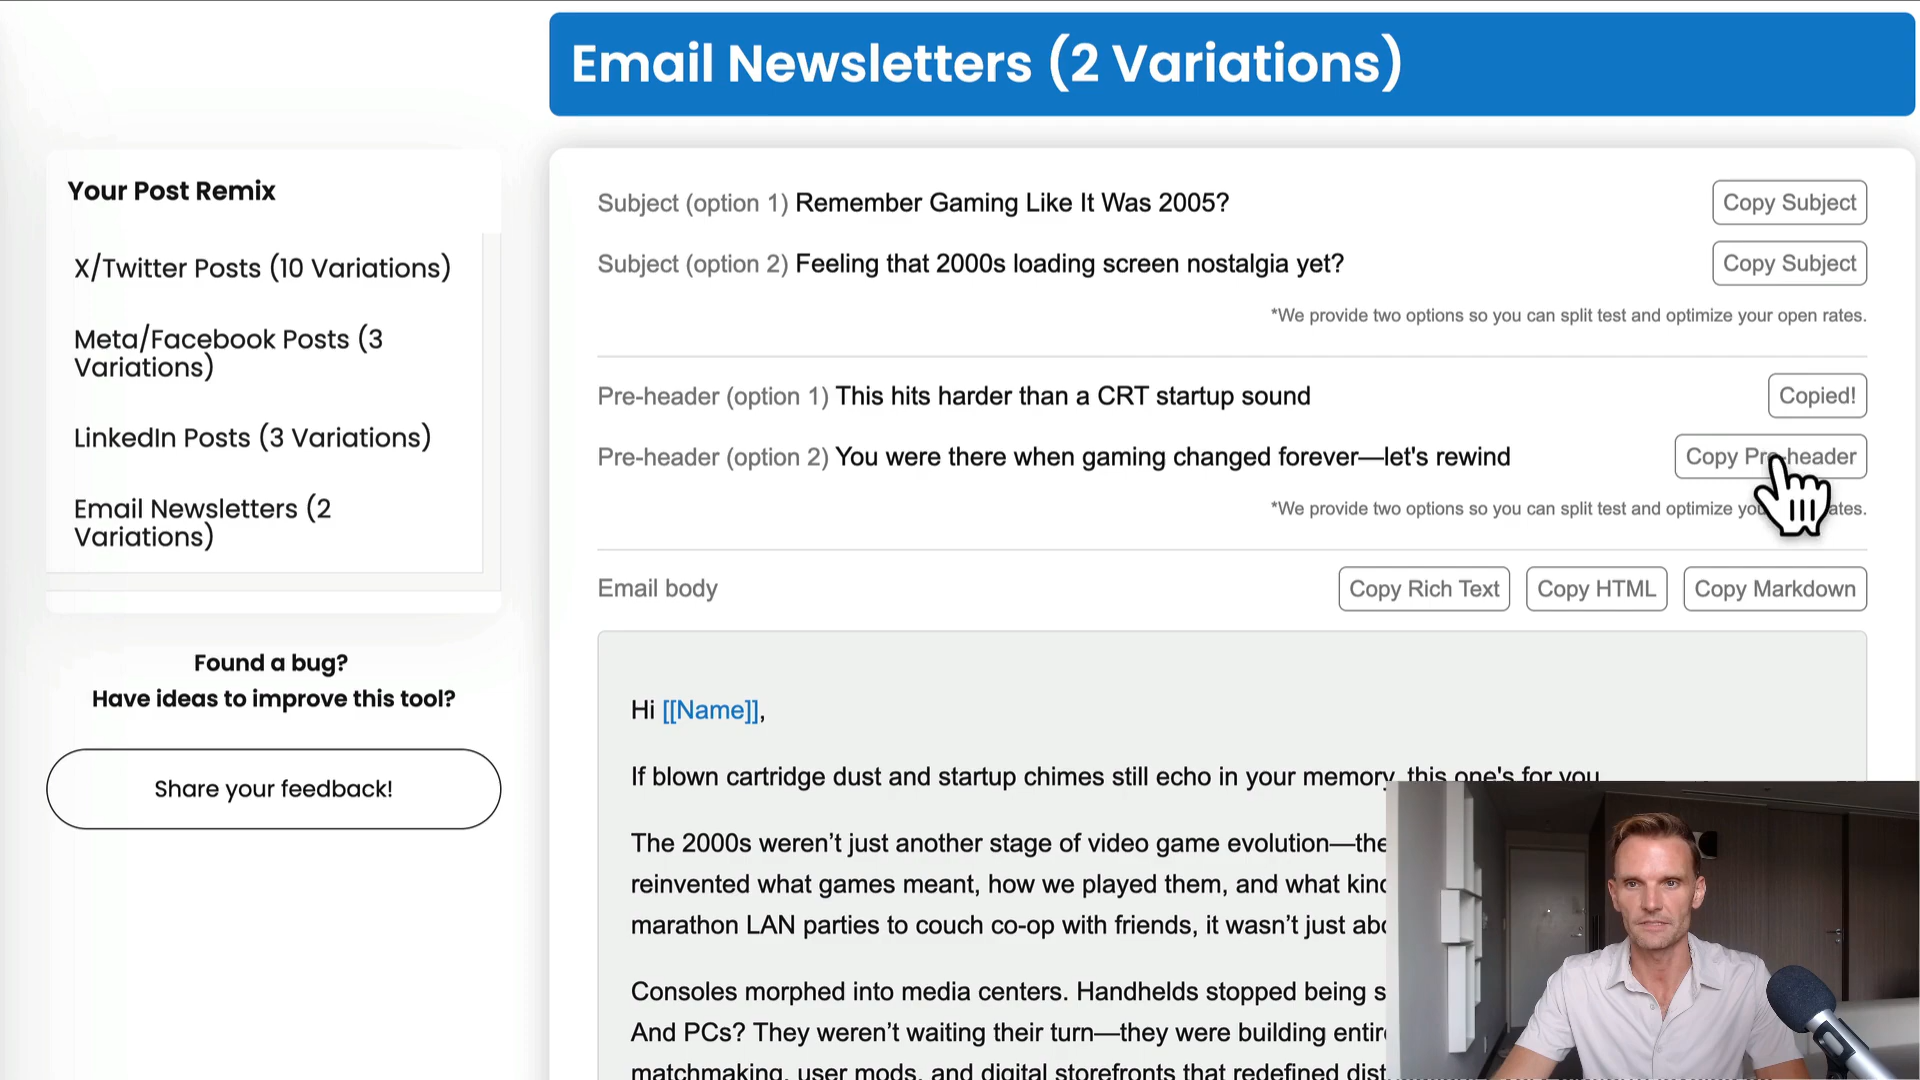 Email Newsletters (2 Variations)
Your Post Remix
X/Twitter Posts (10 Variations)
Meta/Facebook Posts (3
Variations)
LinkedIn Posts (3 Variations)
Email Newsletters (2
Variations)
Found a bug?
Have ideas to improve this tool?
Share your feedback!
Subject (option 1) Remember Gaming Like It Was 2005? Copy Subject
Subject (option 2) Feeling that 2000s loading screen nostalgia yet? Copy Subject
*We provide two options so you can split test and optimize your open rates.
Pre-header (option 1) This hits harder than a CRT startup sound Copied!
Pre-header (option 2) You were there when gaming changed forever—let's rewind Copy Pre-header
*We provide two options so you can split test and optimize
Email body Copy Rich Text Copy HTML Copy Markdown
Hi [[Name]],
If blown cartridge dust and startup chimes still echo in your memory, this one's for you
The 2000s weren't just another stage of video game evolution—
reinvented what games meant, how we played them, and what
marathon LAN parties to couch co-op with friends, it wasn't just
Consoles morphed into media centers. Handhelds stopped being
And PCs? They weren't waiting their turn—they were building
matchmaking, user mods, and digital storefronts that redefined